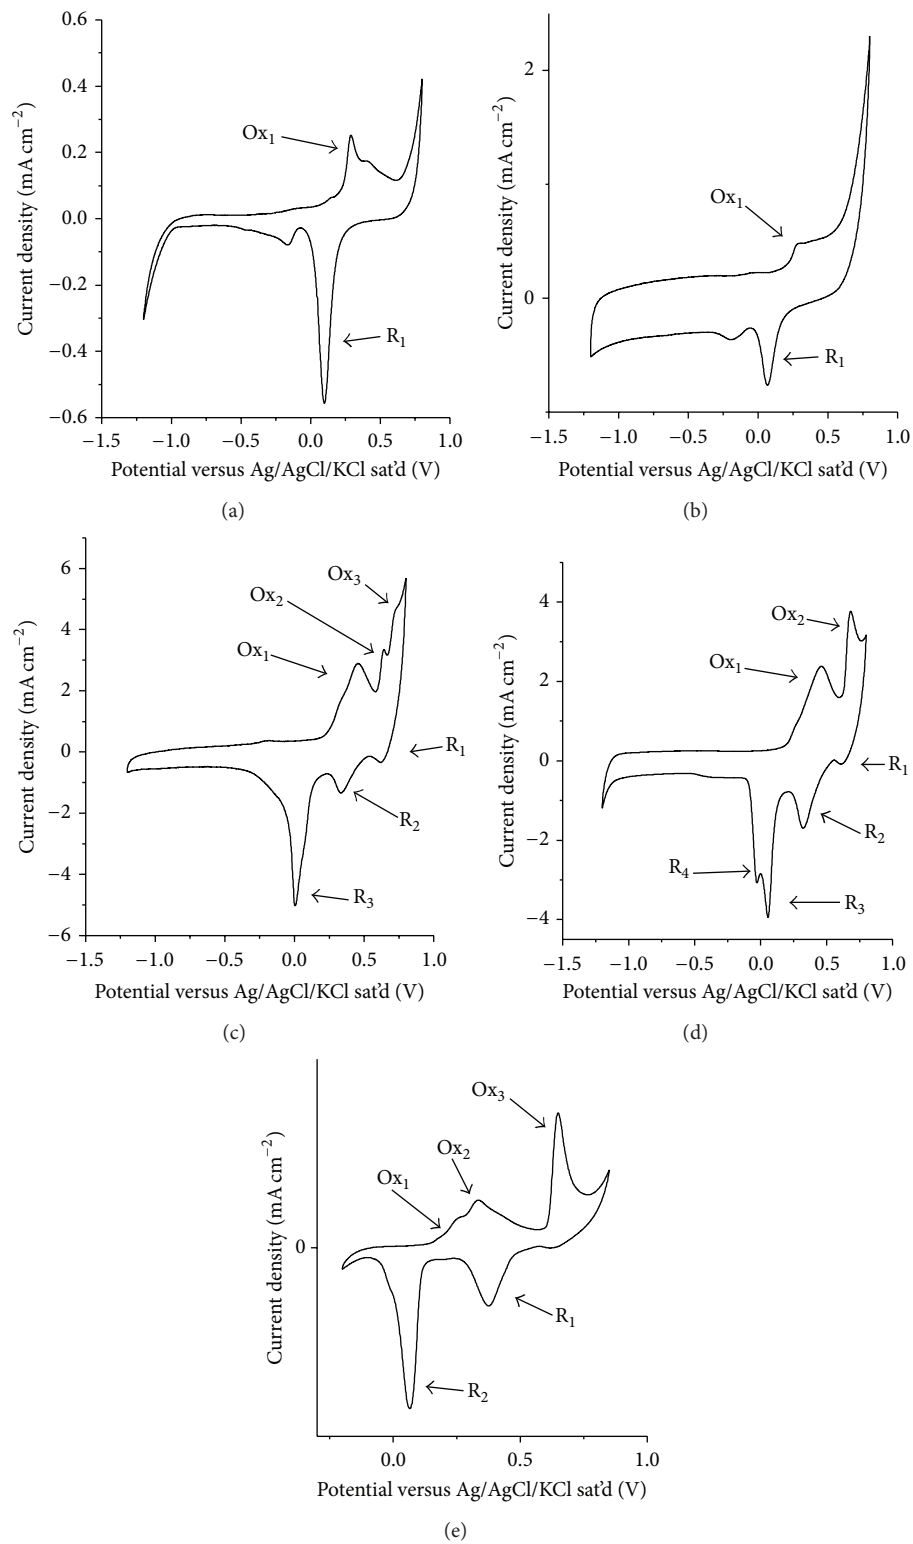 0.6
0.4
0.2
0.0
−0.2
−0.4
−0.6
Current density (mA cm−2)
Ox1
R1
−1.5 −1.0 −0.5 0.0 0.5 1.0
Potential versus Ag/AgCl/KCl sat'd (V)
(a)
2
0
Current density (mA cm−2)
Ox1
R1
−1.5 −1.0 −0.5 0.0 0.5 1.0
Potential versus Ag/AgCl/KCl sat'd (V)
(b)
6
4
2
0
−2
−4
−6
Current density (mA cm−2)
Ox3
Ox2
Ox1
R1
R2
R3
−1.5 −1.0 −0.5 0.0 0.5 1.0
Potential versus Ag/AgCl/KCl sat'd (V)
(c)
4
2
0
−2
−4
Current density (mA cm−2)
Ox2
Ox1
R1
R2
R4
R3
−1.5 −1.0 −0.5 0.0 0.5 1.0
Potential versus Ag/AgCl/KCl sat'd (V)
(d)
0
Current density (mA cm−2)
Ox3
Ox2
Ox1
R1
R2
0.0 0.5 1.0
Potential versus Ag/AgCl/KCl sat'd (V)
(e)